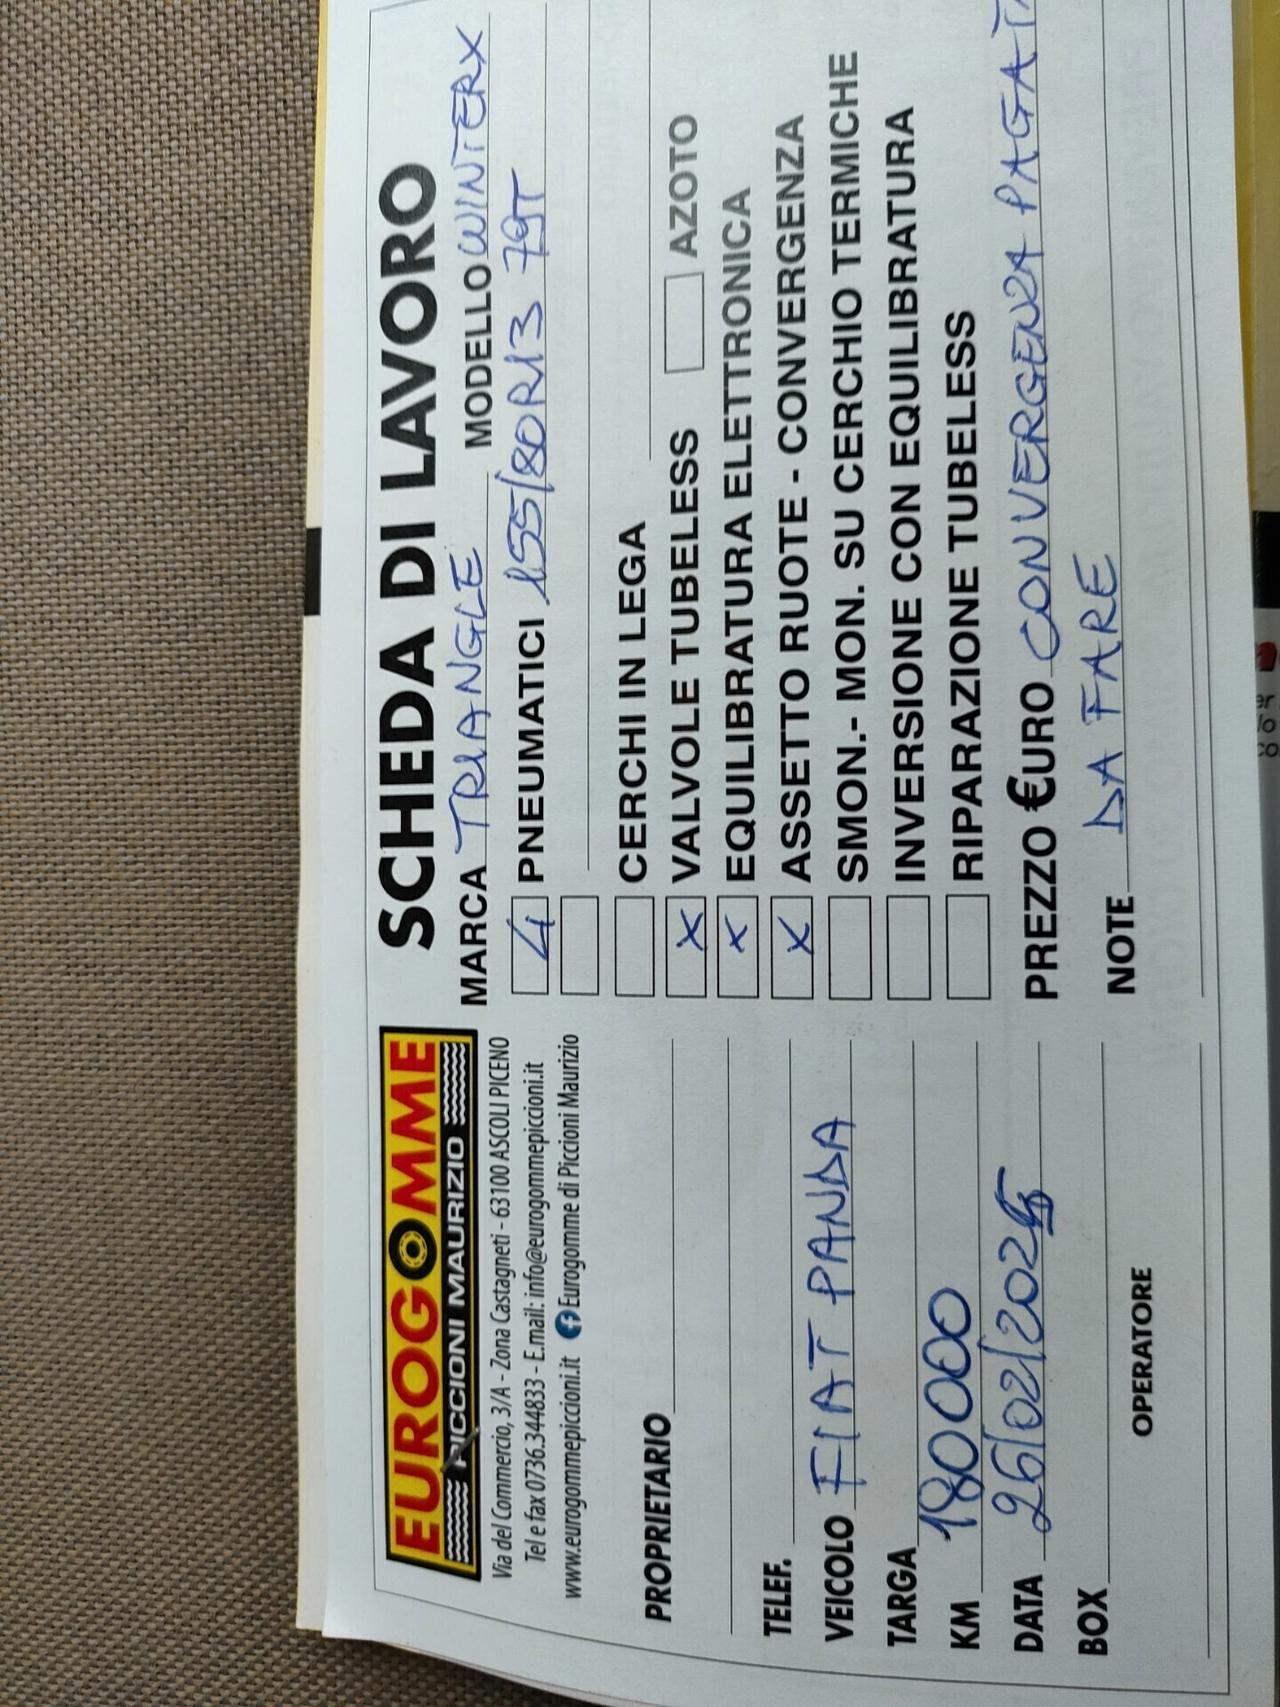 EUROGOMME
PICCIONI MAURIZIO
Via del Commercio, 3/A - Zona Castagneti - 63100 ASCOLI PICENO
Tel e fax 0736.344833 - E.mail: info@eurogommepiccioni.it
www.eurogommepiccioni.it Eurogomme di Piccioni Maurizio
PROPRIETARIO
TELEF.
VEICOLO FIAT PANDA
TARGA
KM 180000
DATA 26/02/2025
BOX
OPERATORE
SCHEDA DI LAVORO
MARCA TRIANGLE MODELLO WINTERX
4 PNEUMATICI 155/80R13 79T
CERCHI IN LEGA
X VALVOLE TUBELESS AZOTO
X EQUILIBRATURA ELETTRONICA
X ASSETTO RUOTE - CONVERGENZA
SMON.- MON. SU CERCHIO TERMICHE
INVERSIONE CON EQUILIBRATURA
RIPARAZIONE TUBELESS
PREZZO €URO CONVERGENZA PAGATA
NOTE DA FARE